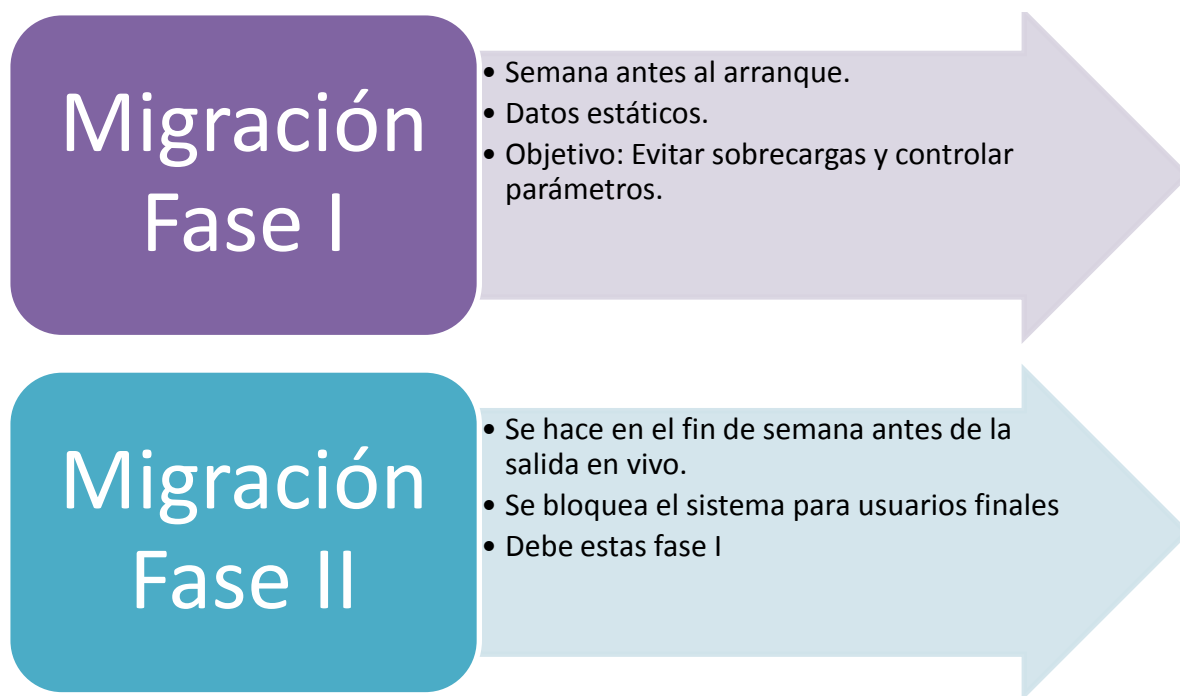 Migración
Fase I
• Semana antes al arranque.
• Datos estáticos.
• Objetivo: Evitar sobrecargas y controlar
parámetros.
Migración
Fase II
• Se hace en el fin de semana antes de la
salida en vivo.
• Se bloquea el sistema para usuarios finales
• Debe estas fase I